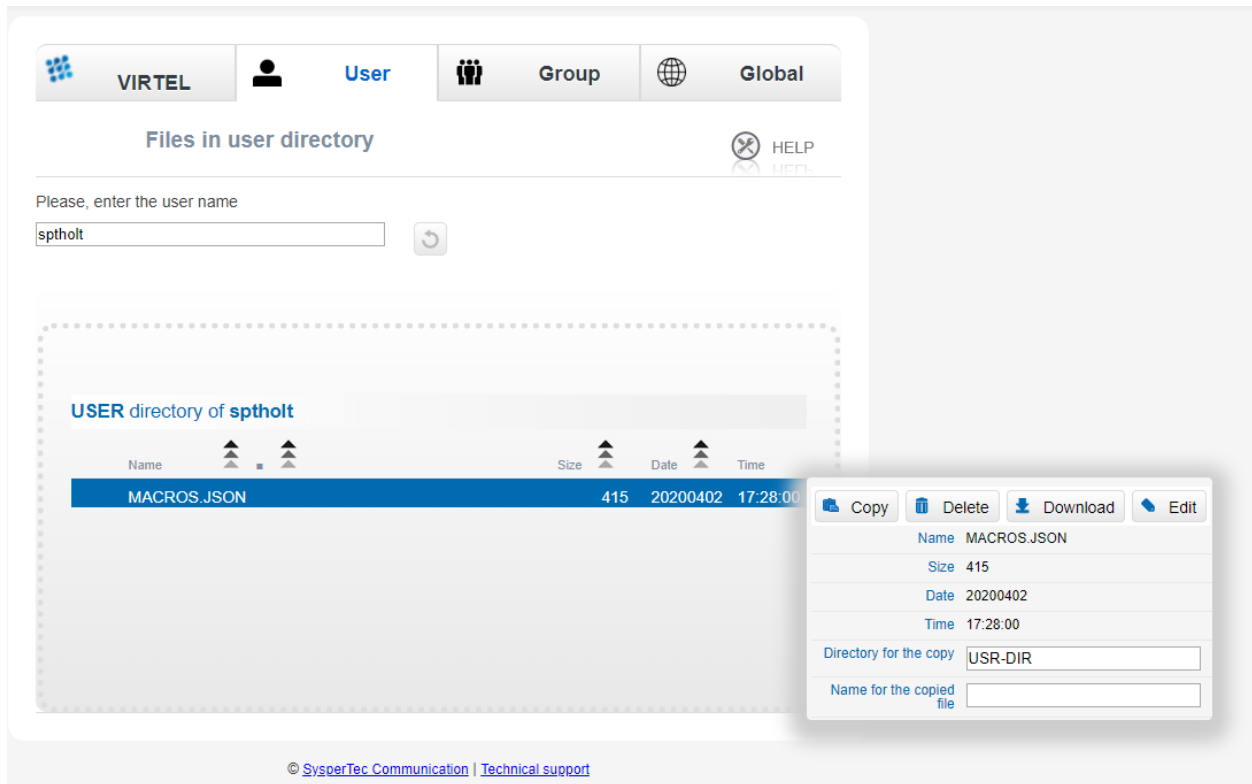 VIRTEL User Group Global
Files in user directory
HELP
Please, enter the user name
sptholt
USER directory of sptholt
Name Size Date Time
MACROS.JSON 415 20200402 17:28:00
Copy Delete Download Edit
Name MACROS.JSON
Size 415
Date 20200402
Time 17:28:00
Directory for the copy USR-DIR
Name for the copied
file
© SysperTec Communication | Technical support